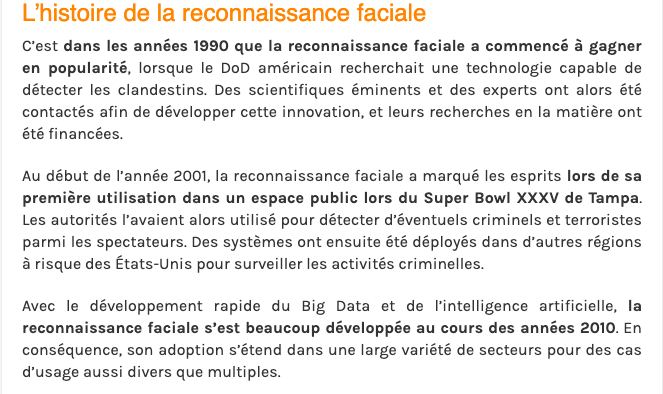 L’histoire de la reconnaissance faciale
C’est dans les années 1990 que la reconnaissance faciale a commencé à gagner
en popularité, lorsque le DoD américain recherchait une technologie capable de
détecter les clandestins. Des scientifiques éminents et des experts ont alors été
contactés afin de développer cette innovation, et leurs recherches en la matière ont
été financées.
Au début de l’année 2001, la reconnaissance faciale a marqué les esprits lors de sa
première utilisation dans un espace public lors du Super Bowl XXXV de Tampa.
Les autorités l’avaient alors utilisé pour détecter d’éventuels criminels et terroristes
parmi les spectateurs. Des systèmes ont ensuite été déployés dans d’autres régions
à risque des États-Unis pour surveiller les activités criminelles.
Avec le développement rapide du Big Data et de l’intelligence artificielle, la
reconnaissance faciale s’est beaucoup développée au cours des années 2010. En
conséquence, son adoption s’étend dans une large variété de secteurs pour des cas
d’usage aussi divers que multiples.